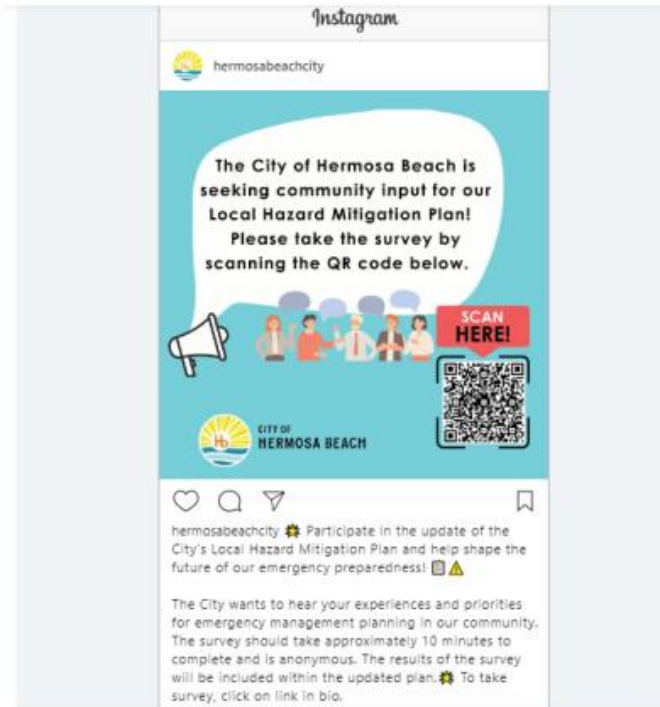 Instagram
hermosabeachcity
The City of Hermosa Beach is
seeking community input for our
Local Hazard Mitigation Plan!
Please take the survey by
scanning the QR code below.
SCAN
HERE!
Hb
CITY OF
HERMOSA BEACH
hermosabeachcity 💥 Participate in the update of the
City's Local Hazard Mitigation Plan and help shape the
future of our emergency preparedness! 📋⚠️
The City wants to hear your experiences and priorities
for emergency management planning in our community.
The survey should take approximately 10 minutes to
complete and is anonymous. The results of the survey
will be included within the updated plan.💥 To take
survey, click on link in bio.